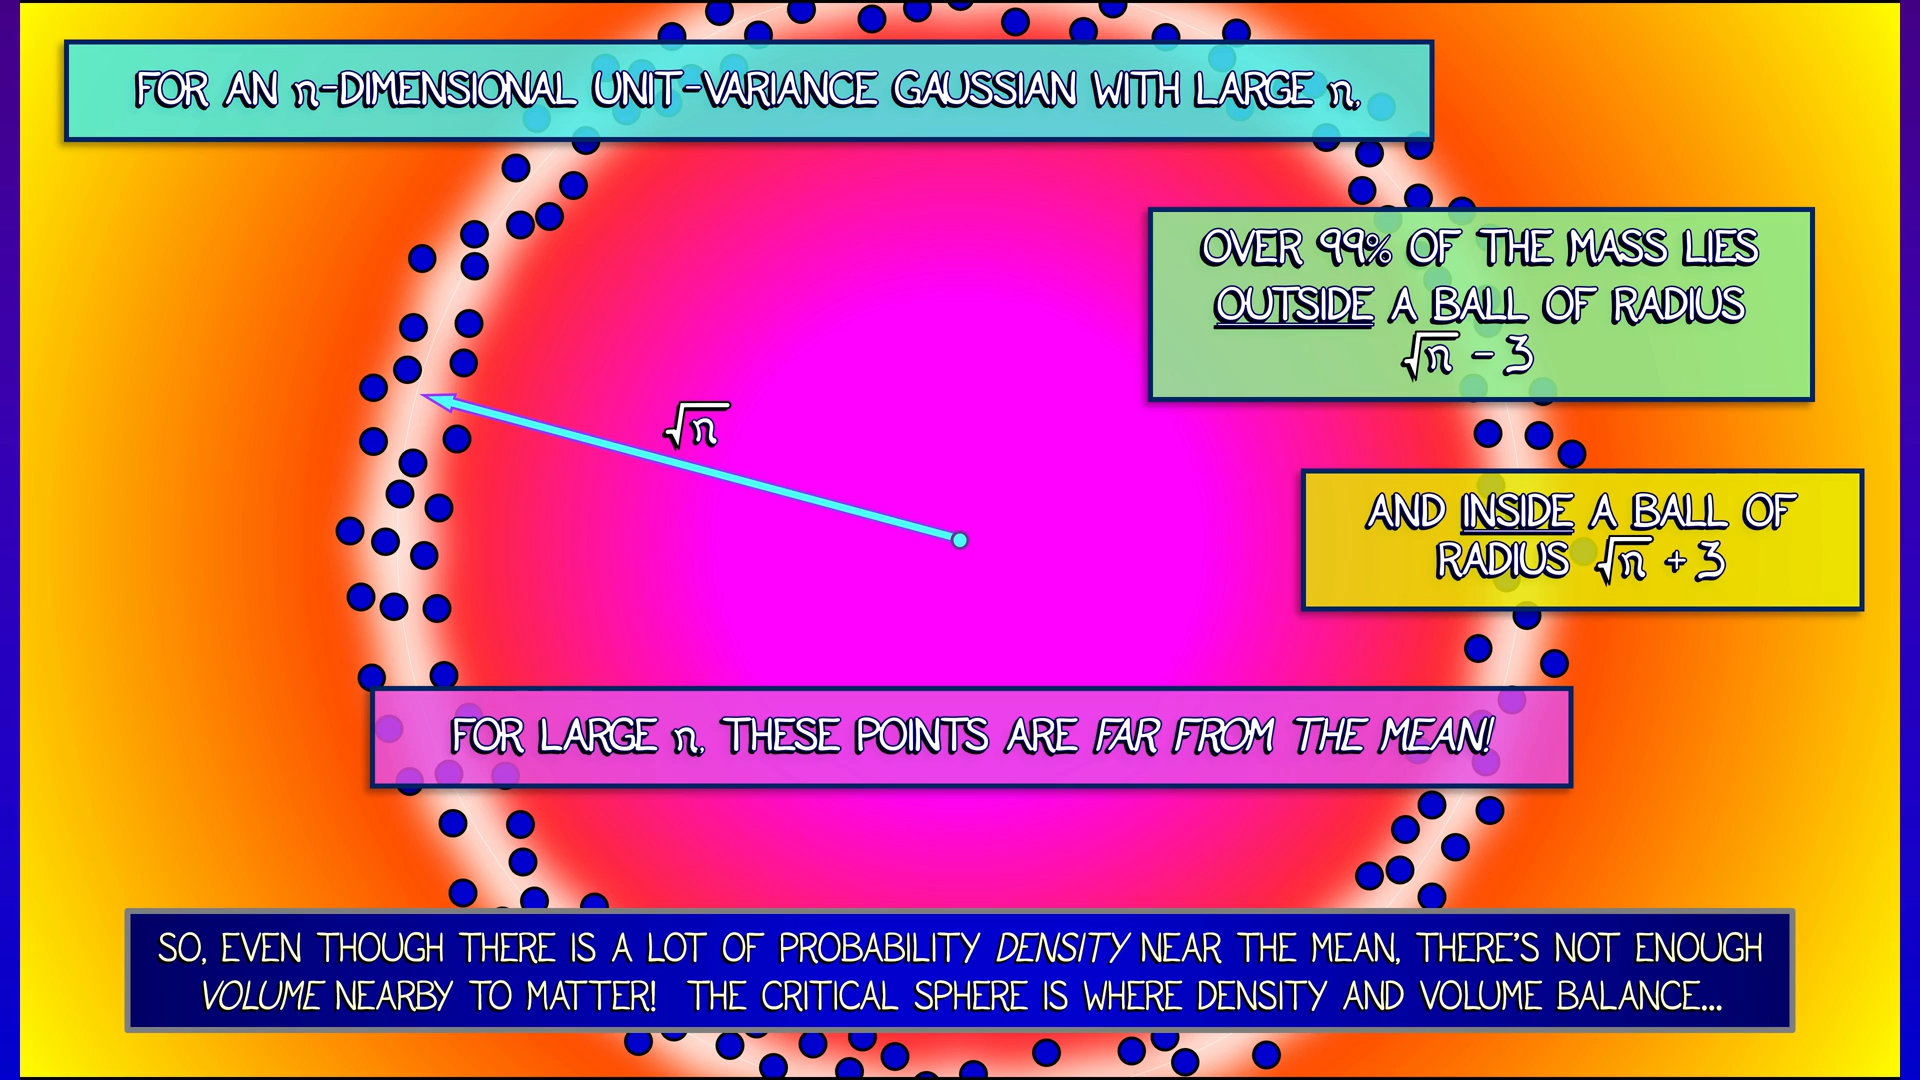 FOR AN n-DIMENSIONAL UNIT-VARIANCE GAUSSIAN WITH LARGE n,
OVER 99% OF THE MASS LIES
OUTSIDE A BALL OF RADIUS
√n - 3
√n
AND INSIDE A BALL OF
RADIUS √n + 3
FOR LARGE n, THESE POINTS ARE FAR FROM THE MEAN!
SO, EVEN THOUGH THERE IS A LOT OF PROBABILITY DENSITY NEAR THE MEAN, THERE'S NOT ENOUGH
VOLUME NEARBY TO MATTER! THE CRITICAL SPHERE IS WHERE DENSITY AND VOLUME BALANCE...